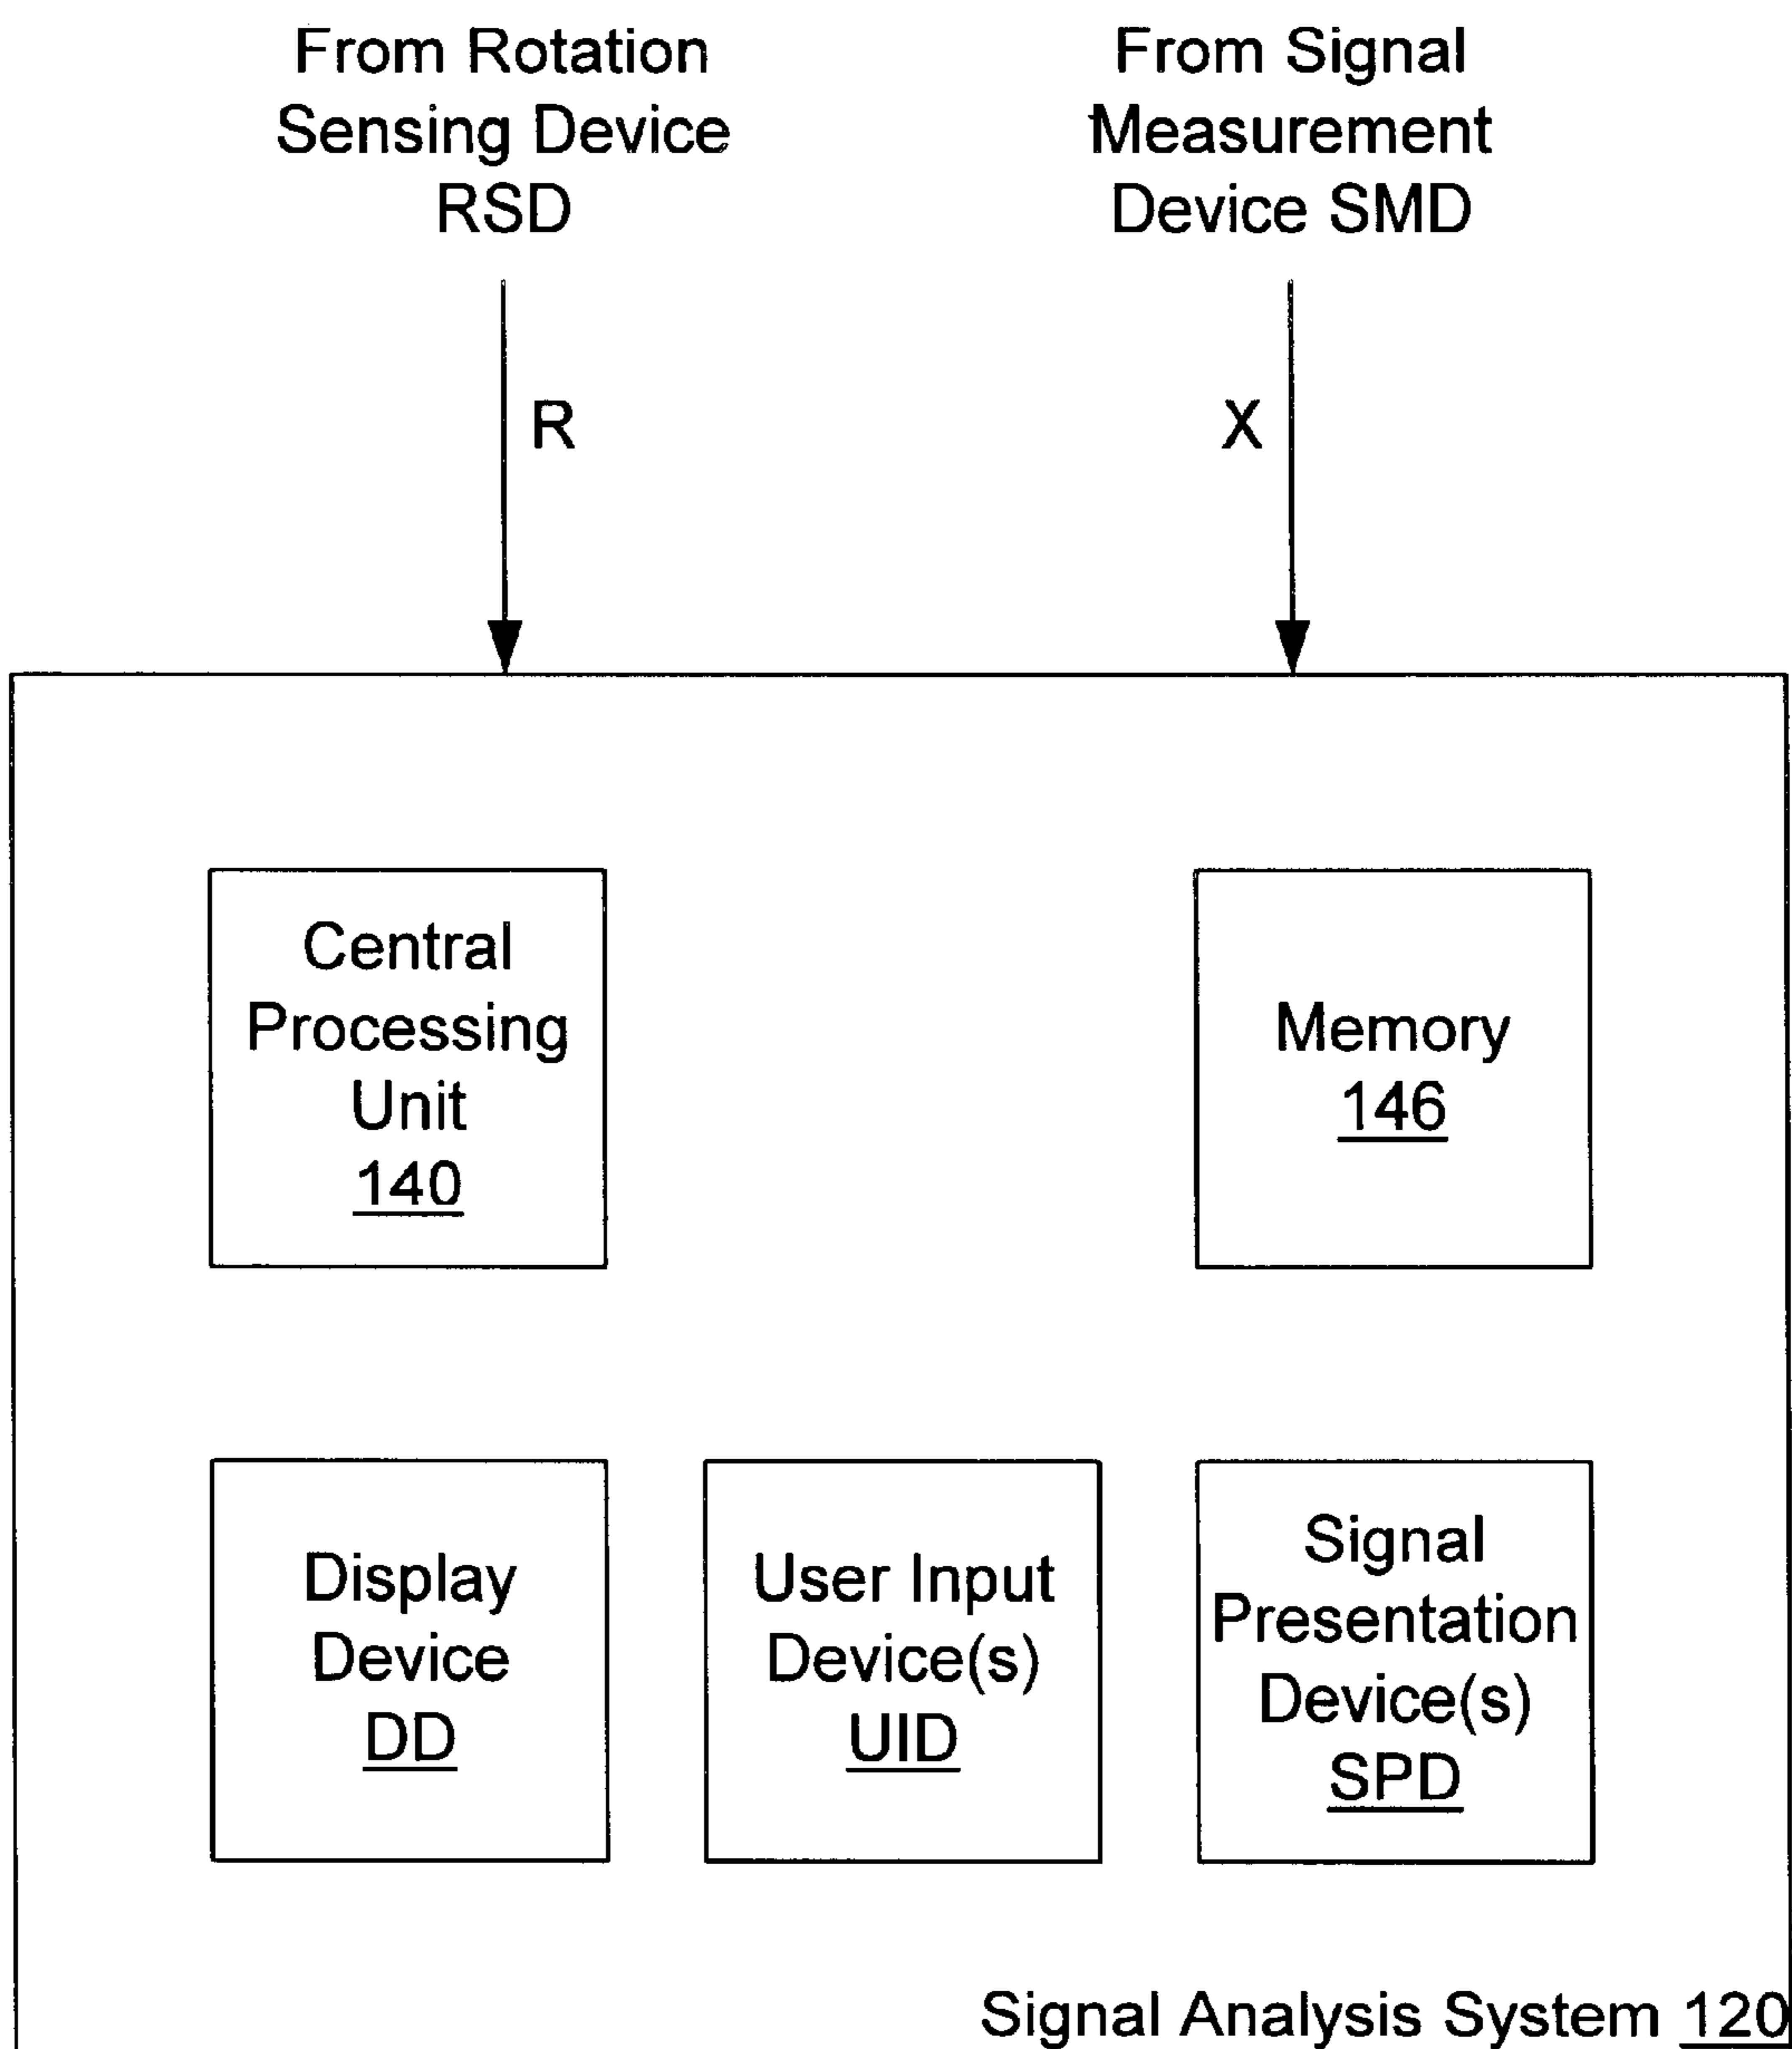 From Rotation
Sensing Device
RSD
From Signal
Measurement
Device SMD
R
X
Central
Processing
Unit
140
Memory
146
Display
Device
DD
User Input
Device(s)
UID
Signal
Presentation
Device(s)
SPD
Signal Analysis System 120